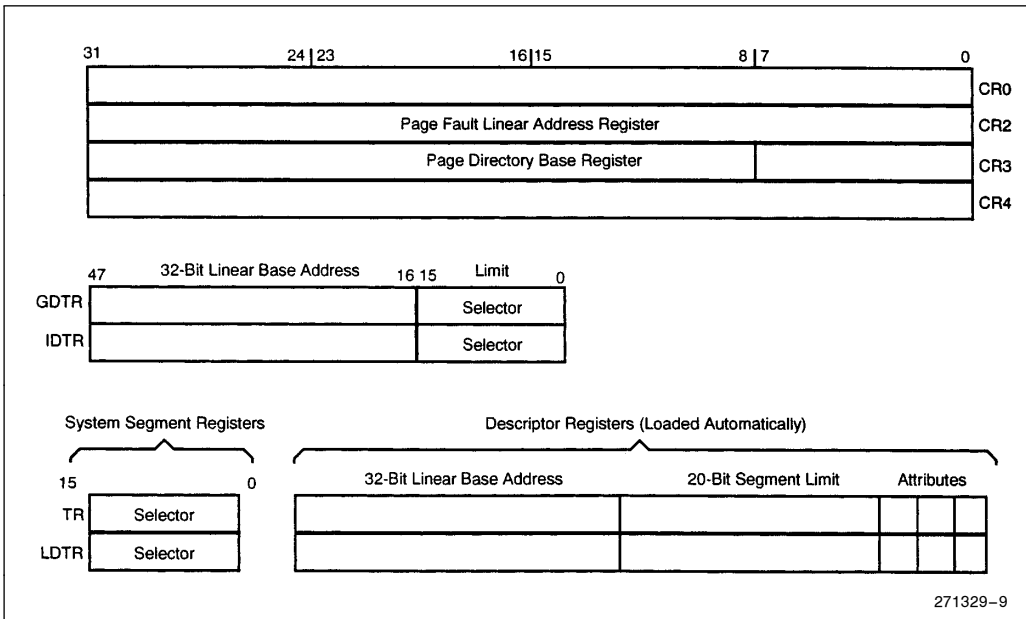 31 24 23 16 15 8 7 0
CR0
Page Fault Linear Address Register CR2
Page Directory Base Register CR3
CR4
47 32-Bit Linear Base Address 16 15 Limit 0
GDTR Selector
IDTR Selector
System Segment Registers Descriptor Registers (Loaded Automatically)
15 0 32-Bit Linear Base Address 20-Bit Segment Limit Attributes
TR Selector
LDTR Selector
271329–9